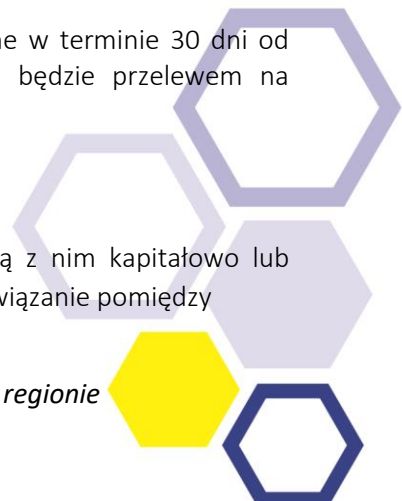 ne w terminie 30 dni od
będzie przelewem na
ą z nim kapitałowo lub
wiązanie pomiędzy
regionie